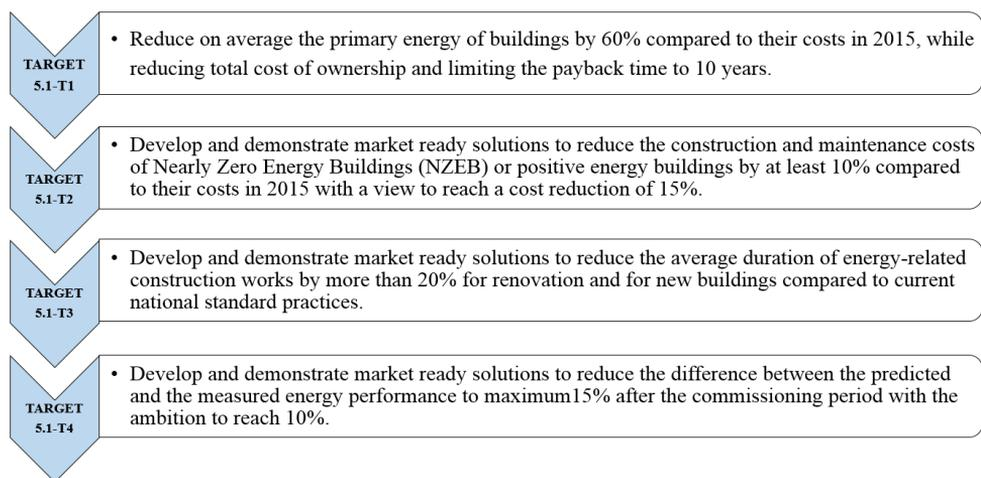 TARGET
5.1-T1
• Reduce on average the primary energy of buildings by 60% compared to their costs in 2015, while
reducing total cost of ownership and limiting the payback time to 10 years.
TARGET
5.1-T2
• Develop and demonstrate market ready solutions to reduce the construction and maintenance costs
of Nearly Zero Energy Buildings (NZEB) or positive energy buildings by at least 10% compared
to their costs in 2015 with a view to reach a cost reduction of 15%.
TARGET
5.1-T3
• Develop and demonstrate market ready solutions to reduce the average duration of energy-related
construction works by more than 20% for renovation and for new buildings compared to current
national standard practices.
TARGET
5.1-T4
• Develop and demonstrate market ready solutions to reduce the difference between the predicted
and the measured energy performance to maximum15% after the commissioning period with the
ambition to reach 10%.